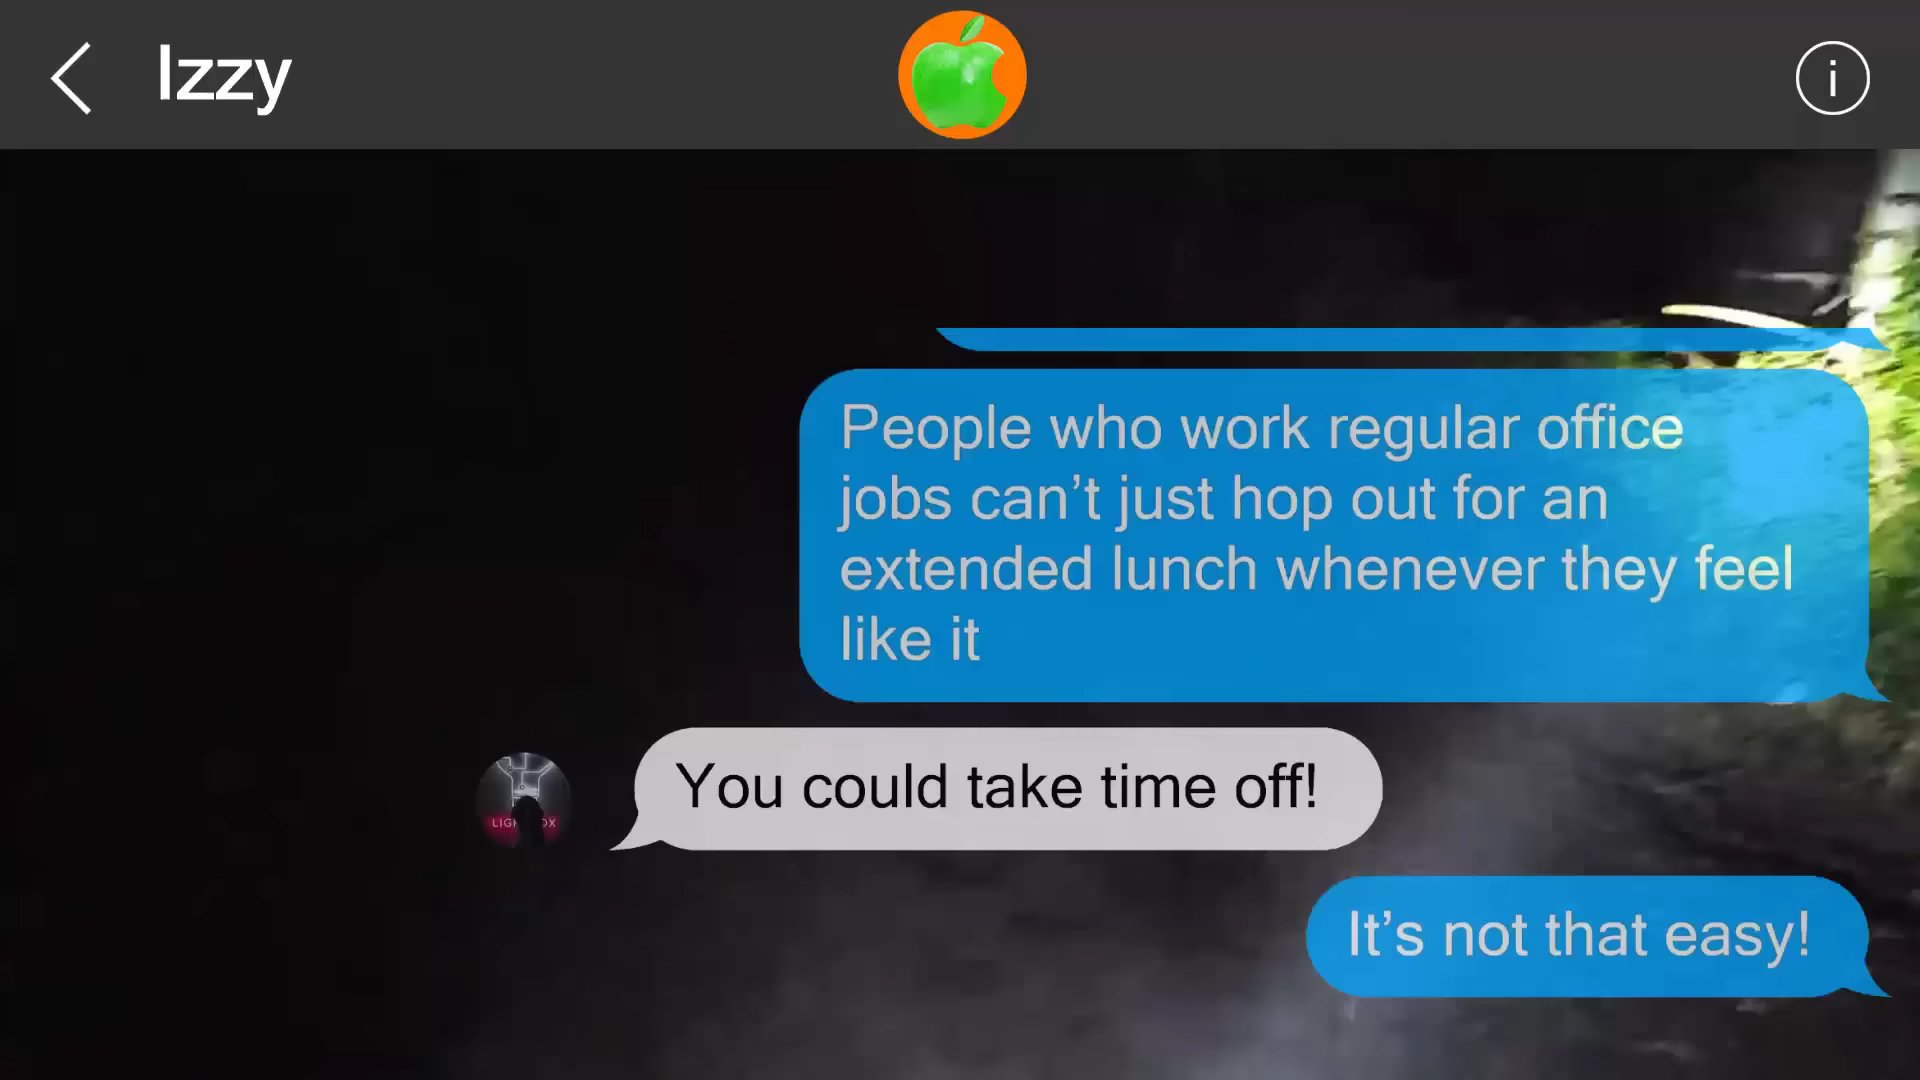 Izzy
i
People who work regular office
jobs can’t just hop out for an
extended lunch whenever they feel
like it
You could take time off!
It’s not that easy!